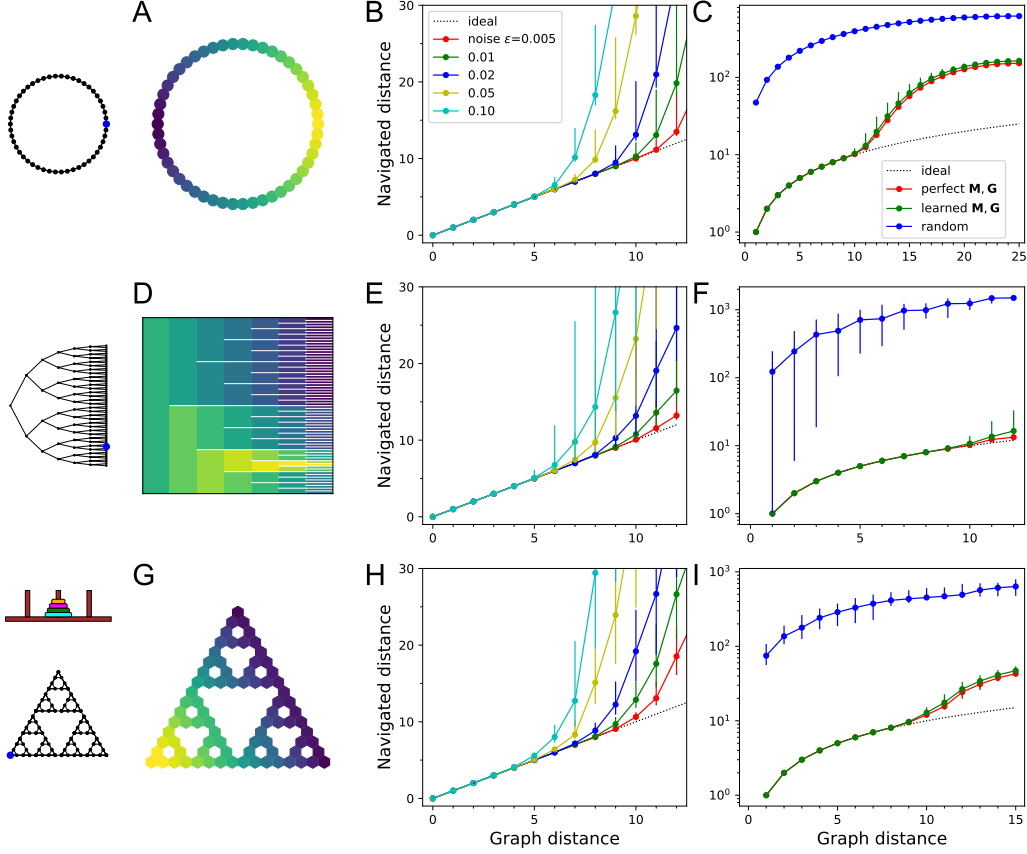 A
B
C
30
20
10
0
0
5
10
Navigated distance
ideal
noise ε=0.005
0.01
0.02
0.05
0.10
10²
10¹
10⁰
0
5
10
15
20
25
ideal
perfect M, G
learned M, G
random
D
E
F
30
20
10
0
0
5
10
Navigated distance
10³
10²
10¹
10⁰
0
5
10
G
H
I
30
20
10
0
0
5
10
Navigated distance
Graph distance
10³
10²
10¹
10⁰
0
5
10
15
Graph distance